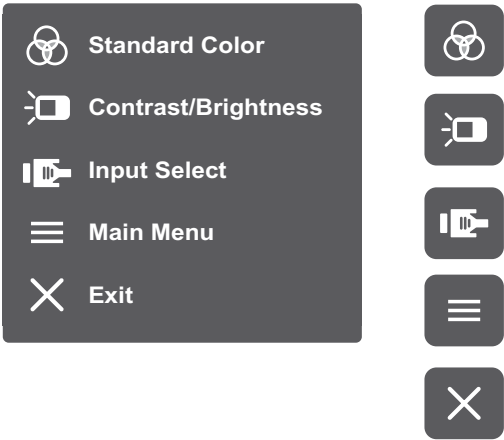 Standard Color
Contrast/Brightness
Input Select
Main Menu
Exit